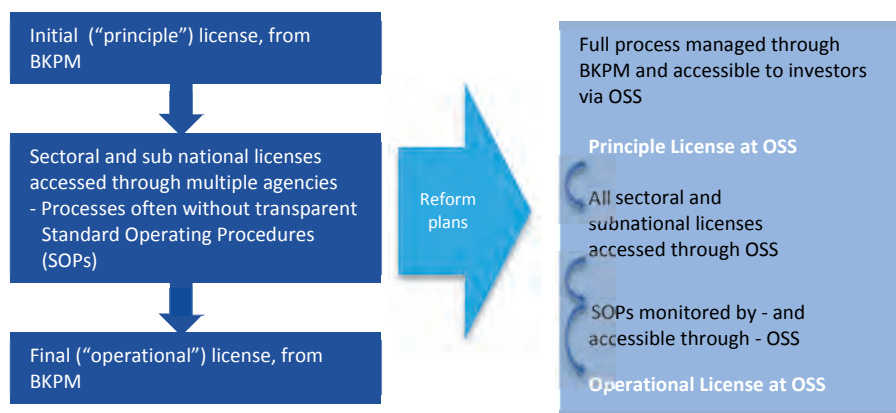 Initial (“principle”) license, from
BKPM
Sectoral and sub national licenses
accessed through multiple agencies
- Processes often without transparent
Standard Operating Procedures
(SOPs)
Final (“operational”) license, from
BKPM
Reform
plans
Full process managed through
BKPM and accessible to investors
via OSS
Principle License at OSS
All sectoral and
subnational licenses
accessed through OSS
SOPs monitored by - and
accessible through - OSS
Operational License at OSS